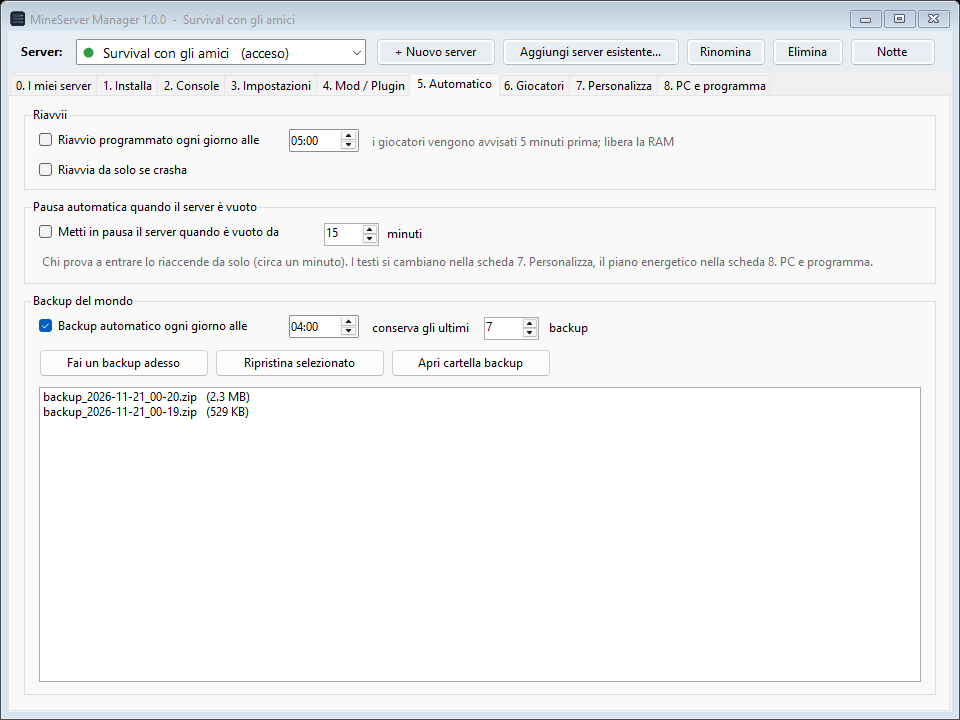 MineServer Manager 1.0.0 - Survival con gli amici
Server: Survival con gli amici (acceso) + Nuovo server Aggiungi server esistente... Rinomina Elimina Notte
0. I miei server 1. Installa 2. Console 3. Impostazioni 4. Mod / Plugin 5. Automatico 6. Giocatori 7. Personalizza 8. PC e programma
Riavvii
Riavvio programmato ogni giorno alle 05:00 i giocatori vengono avvisati 5 minuti prima; libera la RAM
Riavvia da solo se crasha
Pausa automatica quando il server è vuoto
Metti in pausa il server quando è vuoto da 15 minuti
Chi prova a entrare lo riaccende da solo (circa un minuto). I testi si cambiano nella scheda 7. Personalizza, il piano energetico nella scheda 8. PC e programma.
Backup del mondo
Backup automatico ogni giorno alle 04:00 conserva gli ultimi 7 backup
Fai un backup adesso Ripristina selezionato Apri cartella backup
backup_2026-11-21_00-20.zip (2.3 MB)
backup_2026-11-21_00-19.zip (529 KB)